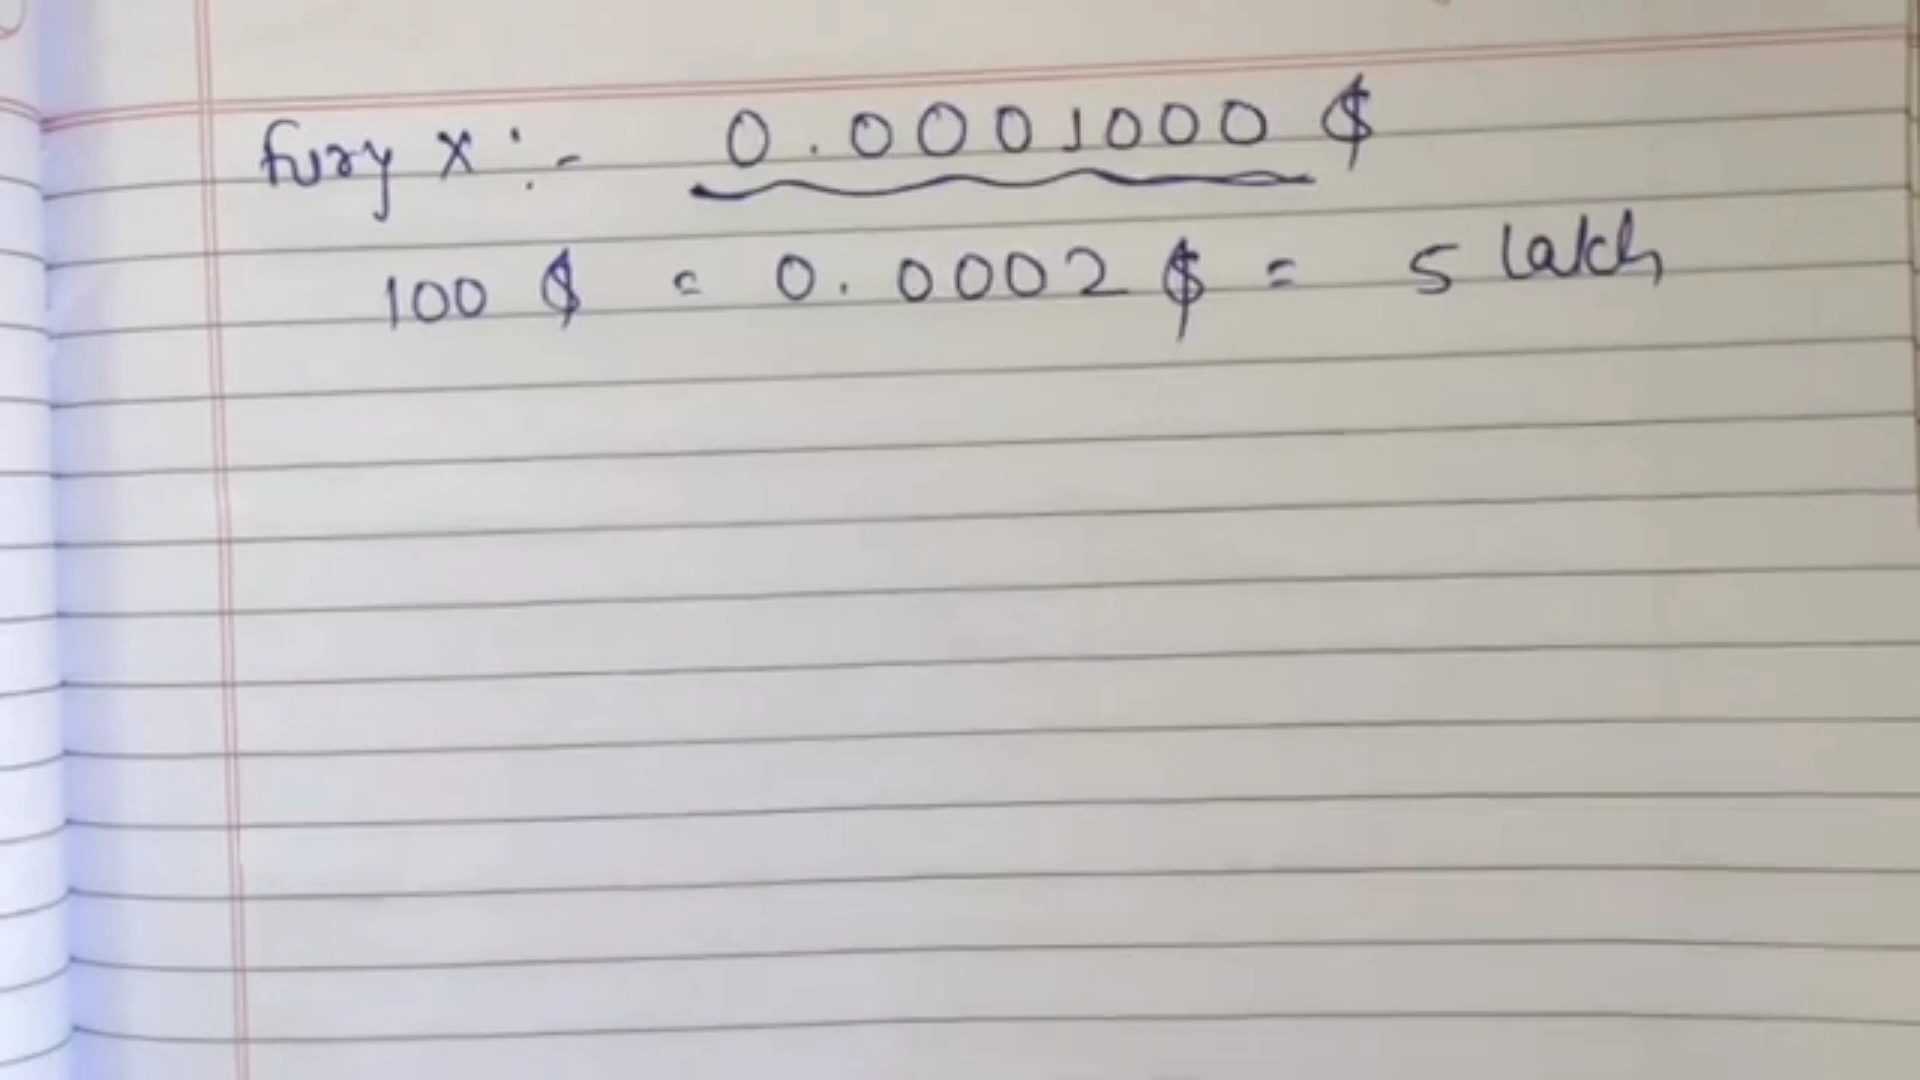 fury x :- 0.0001000 $
100 $ = 0.0002 $ = 5 lakh